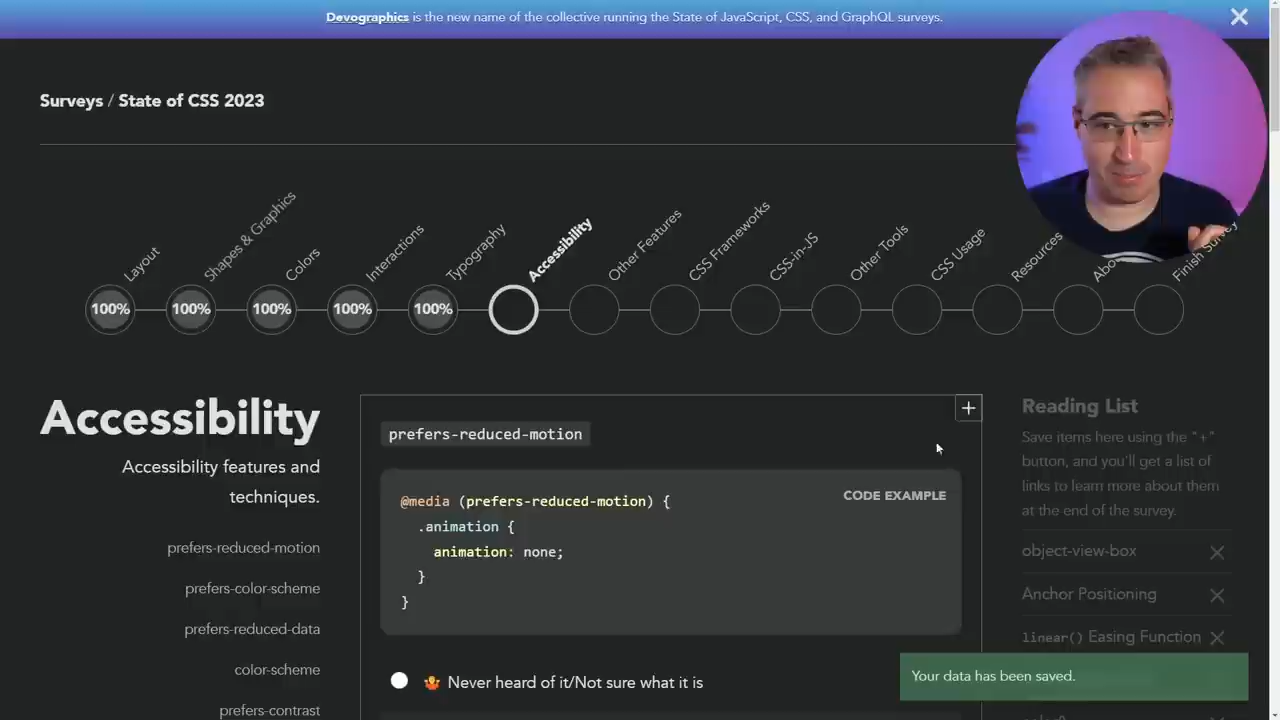 Devographics is the new name of the collective running the State of JavaScript, CSS, and GraphQL surveys.
Surveys / State of CSS 2023
Layout
Shapes & Graphics
Colors
Interactions
Typography
Accessibility
Other Features
CSS Frameworks
CSS-in-JS
Other Tools
CSS Usage
Resources
Finish Survey
100%
100%
100%
100%
100%
Accessibility
Accessibility features and
techniques.
prefers-reduced-motion
prefers-color-scheme
prefers-reduced-data
color-scheme
prefers-contrast
prefers-reduced-motion
CODE EXAMPLE
@media (prefers-reduced-motion) {
  .animation {
    animation: none;
  }
}
Never heard of it/Not sure what it is
Reading List
Save items here using the "+"
button, and you'll get a list of
links to learn more about them
at the end of the survey.
object-view-box
Anchor Positioning
linear() Easing Function
Your data has been saved.